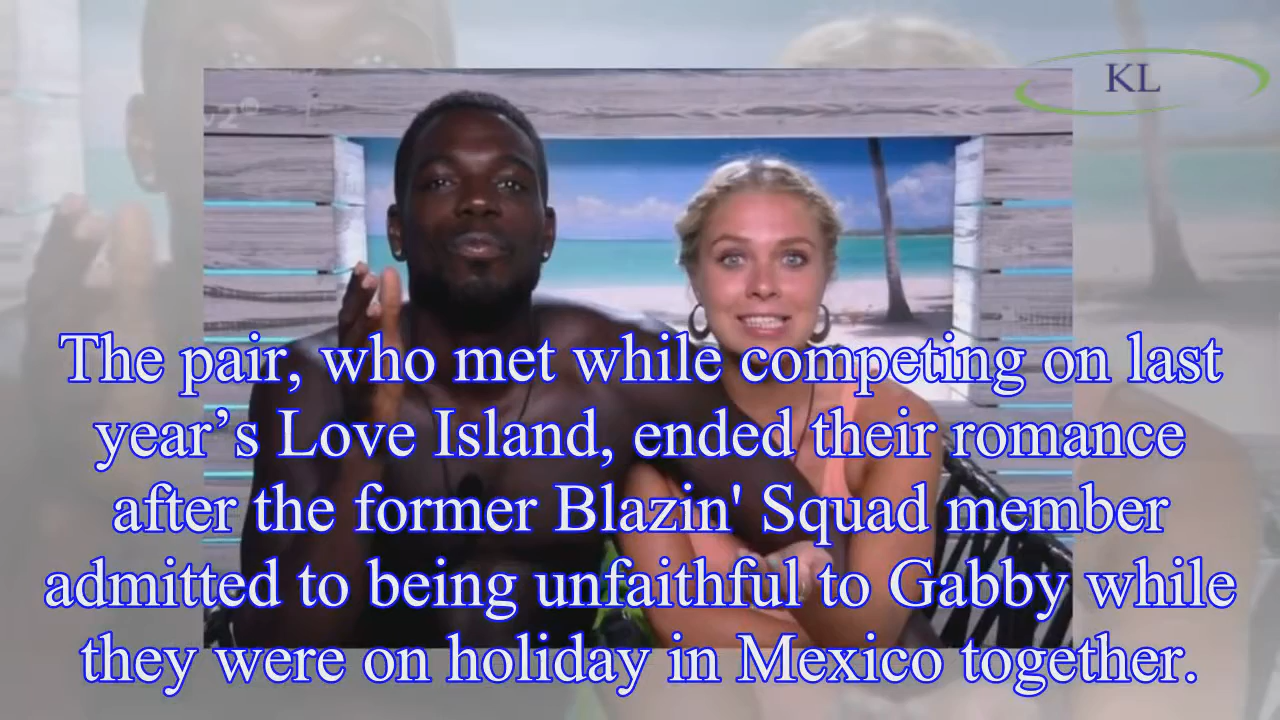 KL
The pair, who met while competing on last
year’s Love Island, ended their romance
after the former Blazin' Squad member
admitted to being unfaithful to Gabby while
they were on holiday in Mexico together.